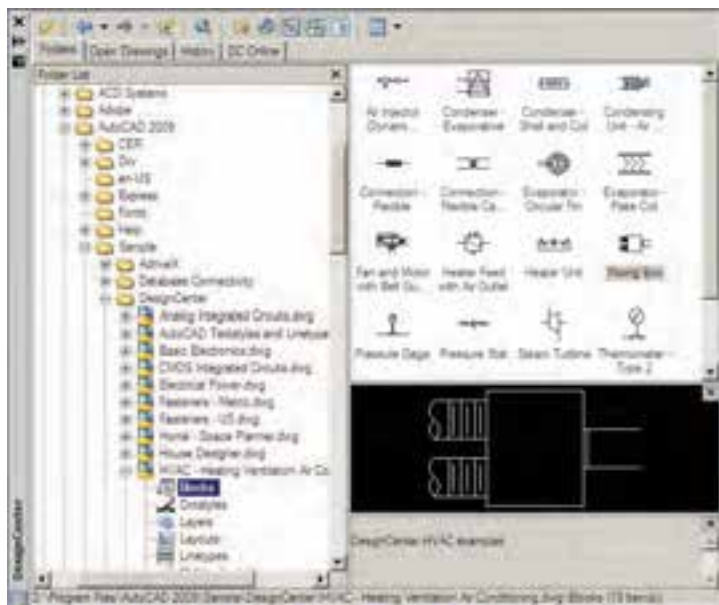 Folders
Open Drawings
History
DC Online
Folder List
ACD Systems
Adobe
AutoCAD 2009
CER
Drv
en-US
Express
Fonts
Help
Sample
ActiveX
Database Connectivity
DesignCenter
Analog Integrated Circuits.dwg
AutoCAD Textstyles and Linetype
Basic Electronics.dwg
CMOS Integrated Circuits.dwg
Electrical Power.dwg
Fasteners - Metric.dwg
Fasteners - US.dwg
Home - Space Planner.dwg
House Designer.dwg
HVAC - Heating Ventilation Air Co
Blocks
Dimstyles
Layers
Layouts
Linetypes
Air Injector Dynami...
Condenser - Evaporative
Condenser - Shell and Coil
Condensing Unit - Air ...
Connection - Flexible
Connection - Flexible Ca...
Evaporator - Circular Fin
Evaporator - Plate Coil
Fan and Motor with Belt Gu...
Heater Feed with Air Outlet
Heater Unit
Mixing Box
Pressure Gage
Pressure Stat
Steam Turbine
Thermometer - Type 2
DesignCenter HVAC examples
DesignCenter
Program Files\AutoCAD 2009\Sample\DesignCenter\HVAC - Heating Ventilation Air Conditioning.dwg\Blocks